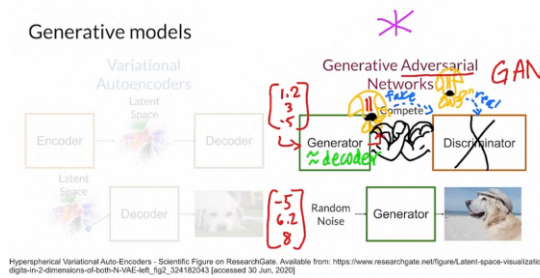 Generative models
Variational
Autoencoders
Latent
Space
Encoder
Decoder
Latent
Space
Decoder
Generative Adversarial
Networks
GAN
1.2
3
-5
fake
real
Compete
Generator
≈ decoder
Discriminator
-5
6.2
8
Random
Noise
Generator
Hyperspherical Variational Auto-Encoders - Scientific Figure on ResearchGate. Available from: https://www.researchgate.net/figure/Latent-space-visualizatio
digits-in-2-dimensions-of-both-N-VAE-left_fig2_324182043 [accessed 30 Jun, 2020]